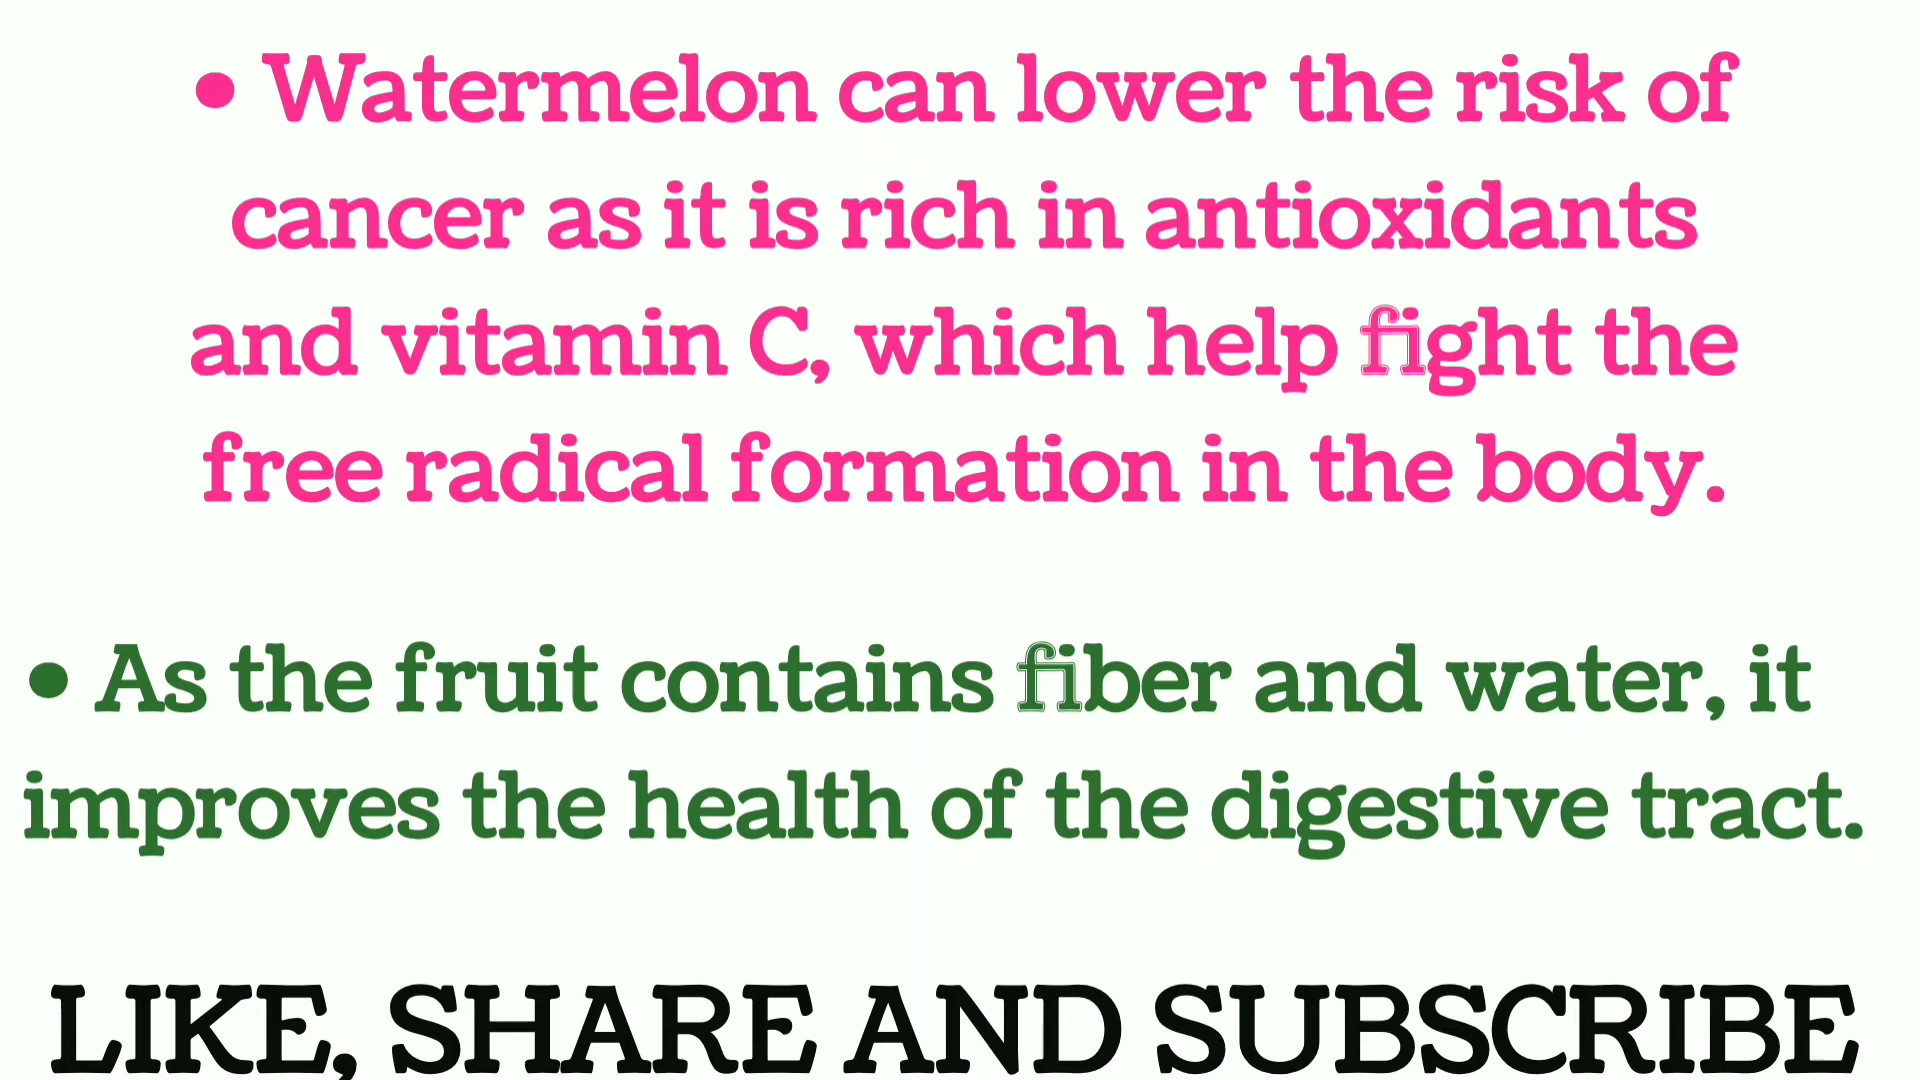 • Watermelon can lower the risk of
cancer as it is rich in antioxidants
and vitamin C, which help fight the
free radical formation in the body.
• As the fruit contains fiber and water, it
improves the health of the digestive tract.
LIKE, SHARE AND SUBSCRIBE